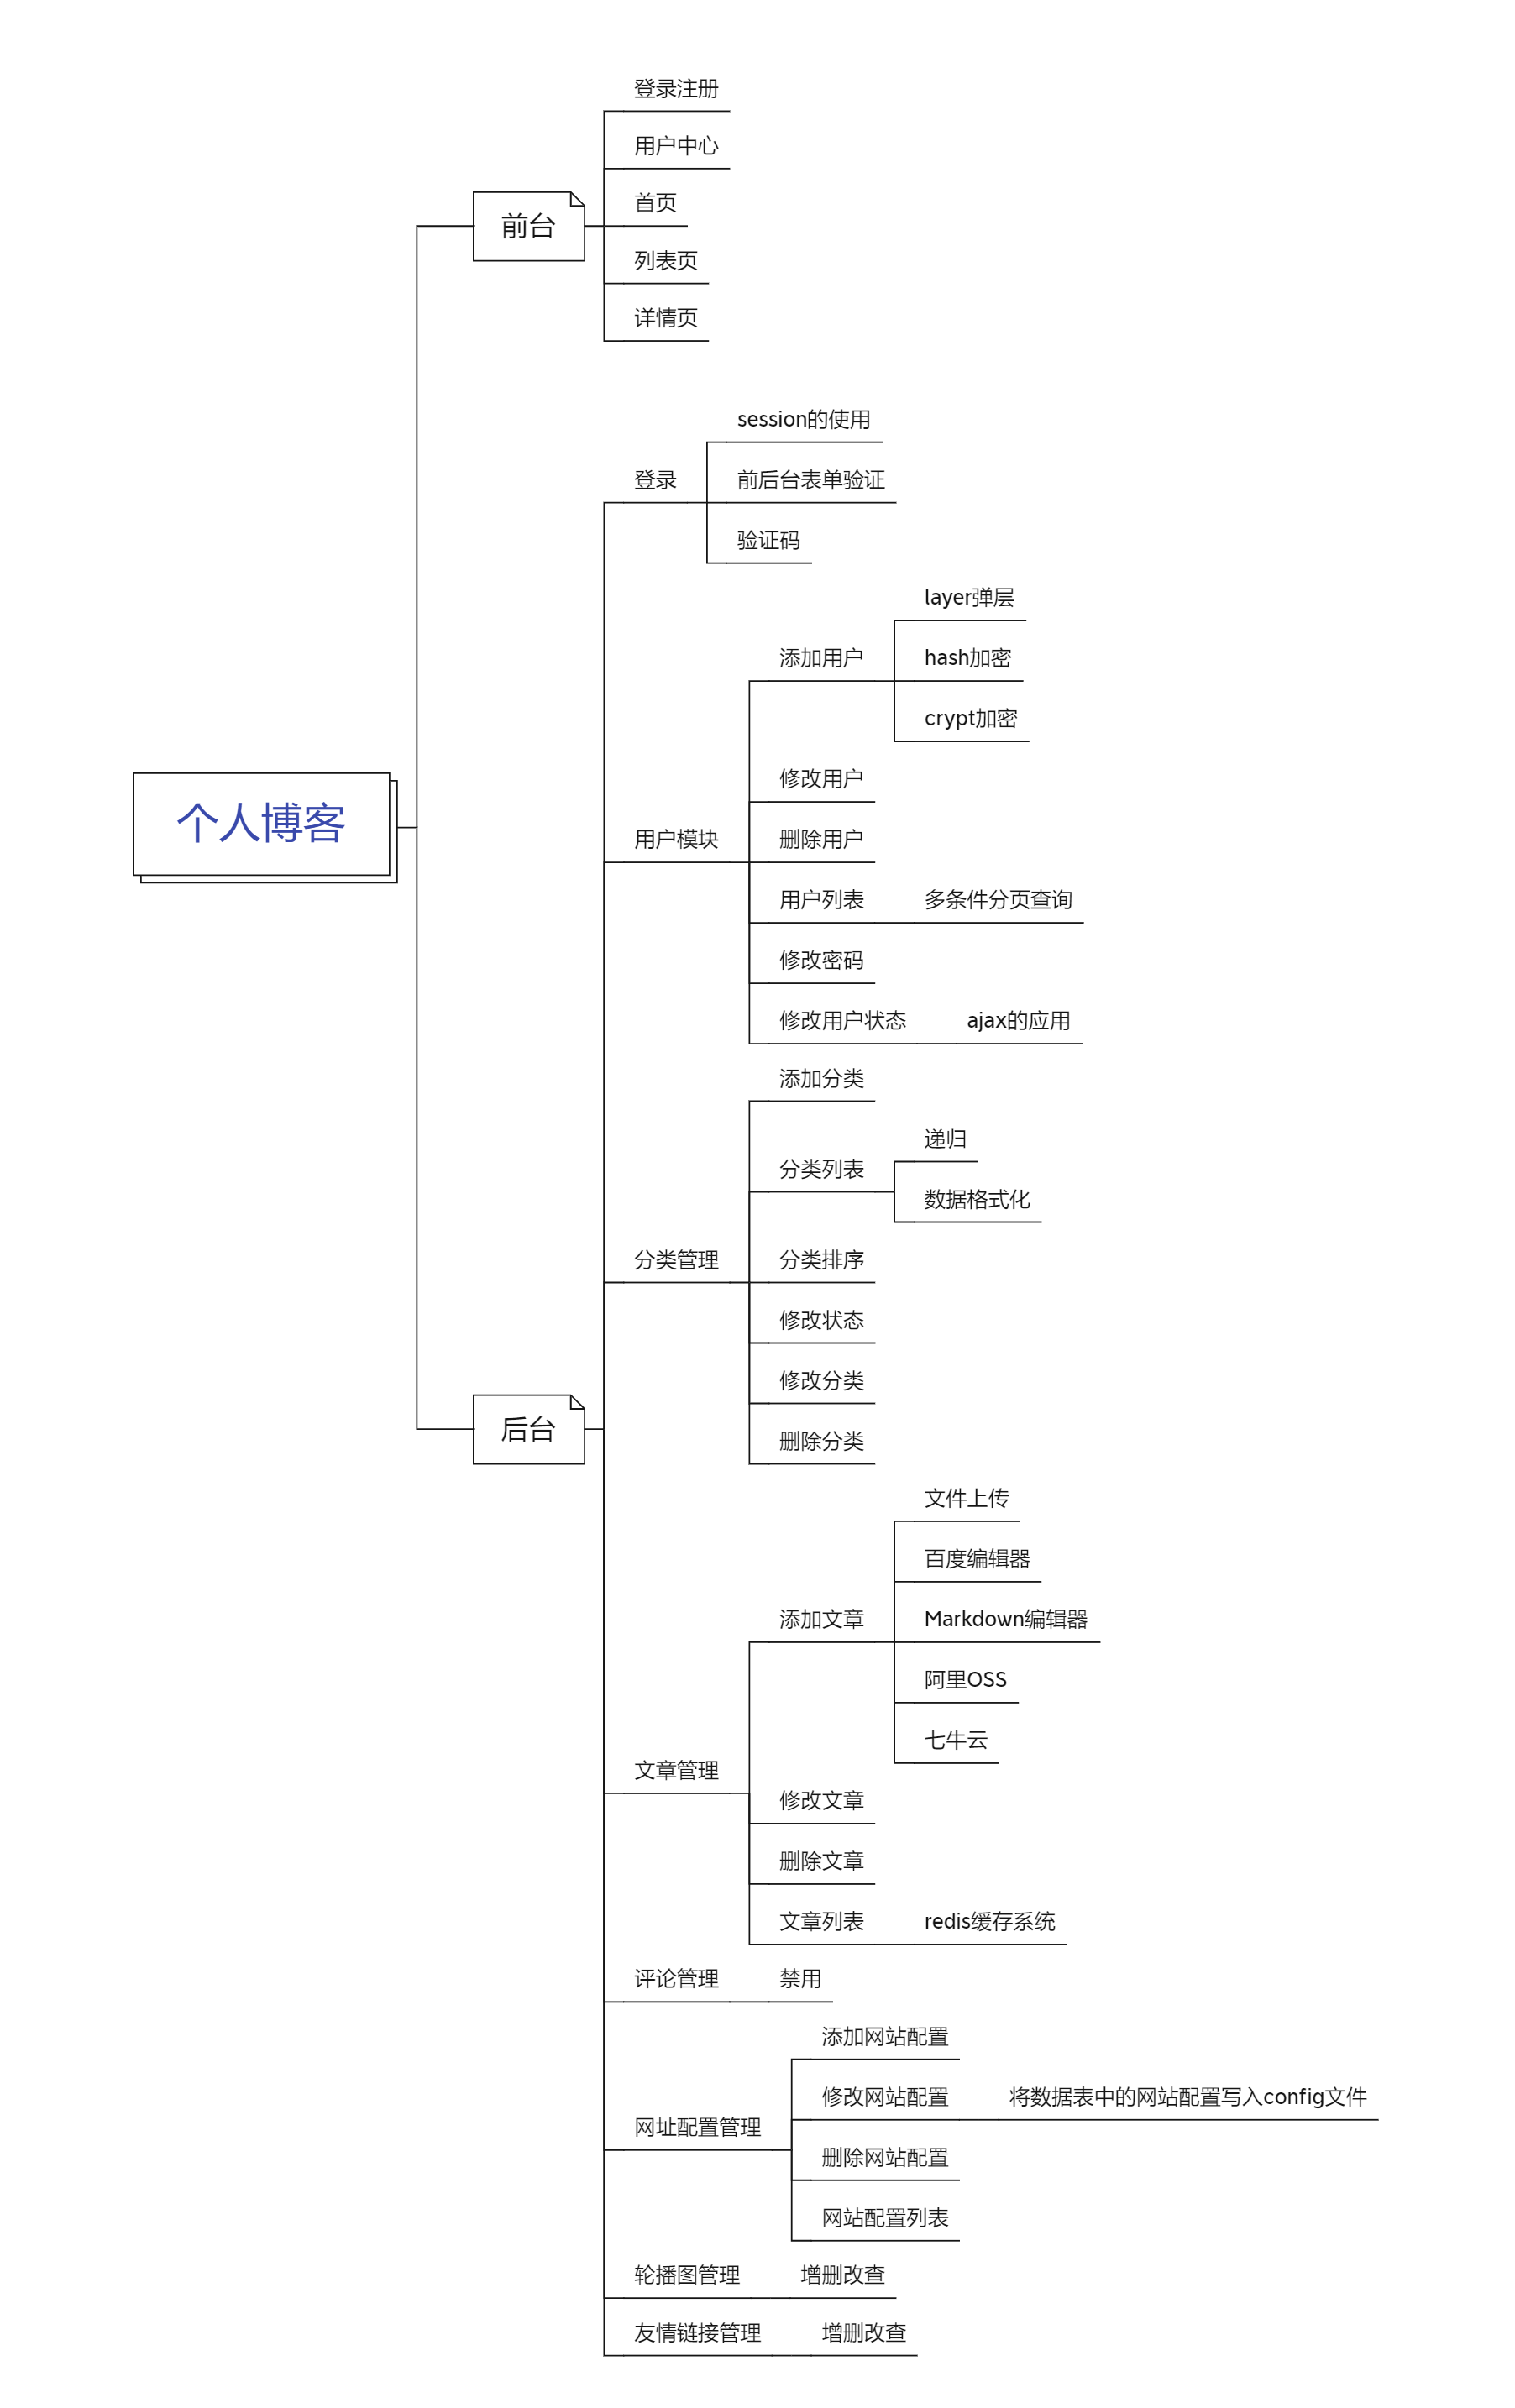 登录注册
用户中心
首页
前台
列表页
详情页
session的使用
登录
前后台表单验证
验证码
layer弹层
添加用户
hash加密
crypt加密
修改用户
个人博客
用户模块
删除用户
用户列表
多条件分页查询
修改密码
修改用户状态
ajax的应用
添加分类
递归
分类列表
数据格式化
分类管理
分类排序
修改状态
修改分类
后台
删除分类
文件上传
百度编辑器
添加文章
Markdown编辑器
阿里OSS
七牛云
文章管理
修改文章
删除文章
文章列表
redis缓存系统
评论管理
禁用
添加网站配置
修改网站配置
将数据表中的网站配置写入config文件
网址配置管理
删除网站配置
网站配置列表
轮播图管理
增删改查
友情链接管理
增删改查